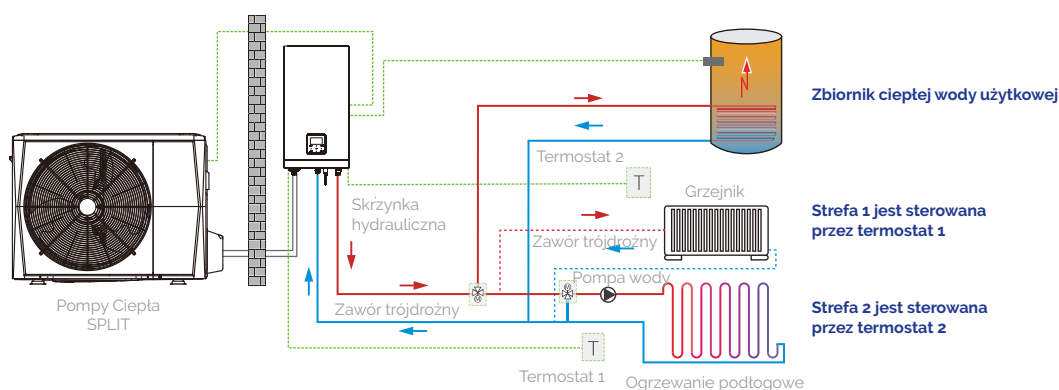 Zbiornik ciepłej wody użytkowej
Termostat 2
T
Grzejnik
Skrzynka
hydrauliczna
Strefa 1 jest sterowana
przez termostat 1
Zawór trójdrożny
Pompa wody
M
M
Pompy Ciepła
SPLIT
Zawór trójdrożny
Strefa 2 jest sterowana
przez termostat 2
T
Termostat 1
Ogrzewanie podłogowe